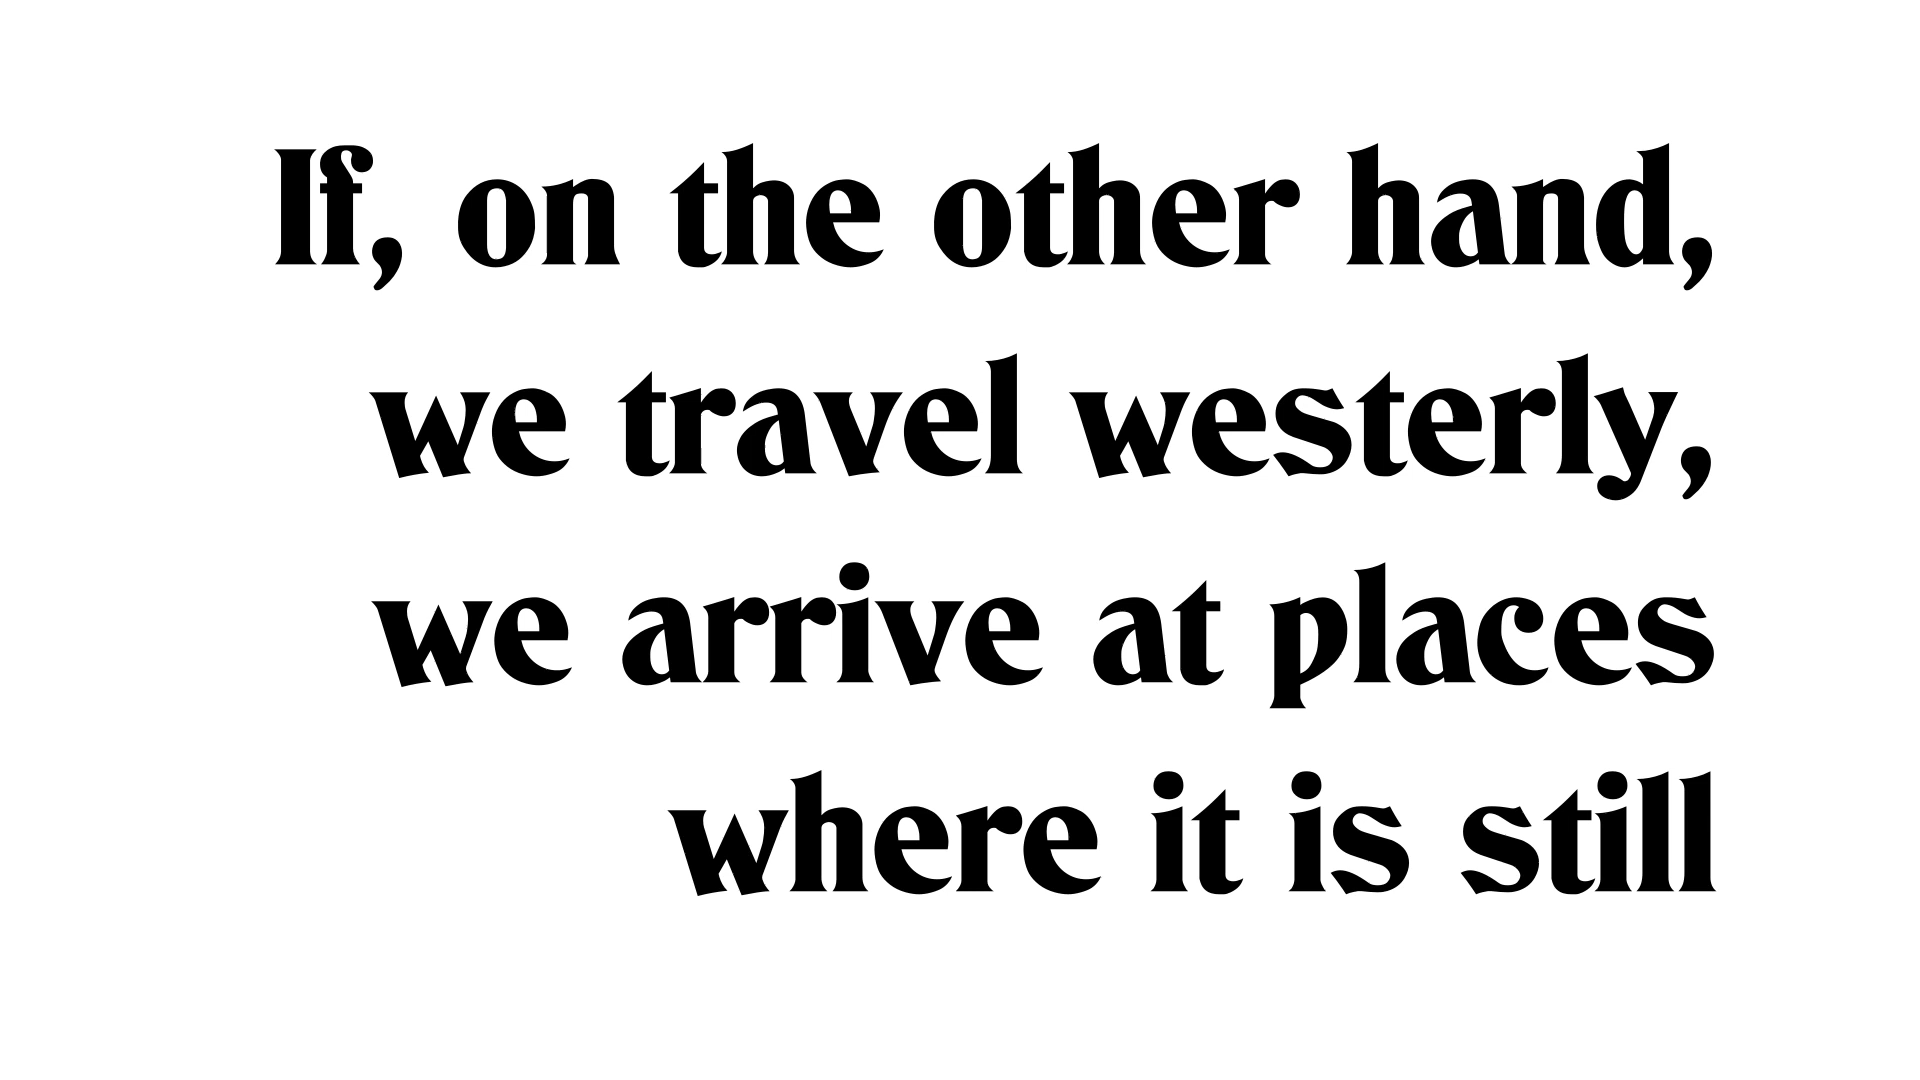 If, on the other hand,
we travel westerly,
we arrive at places
where it is still